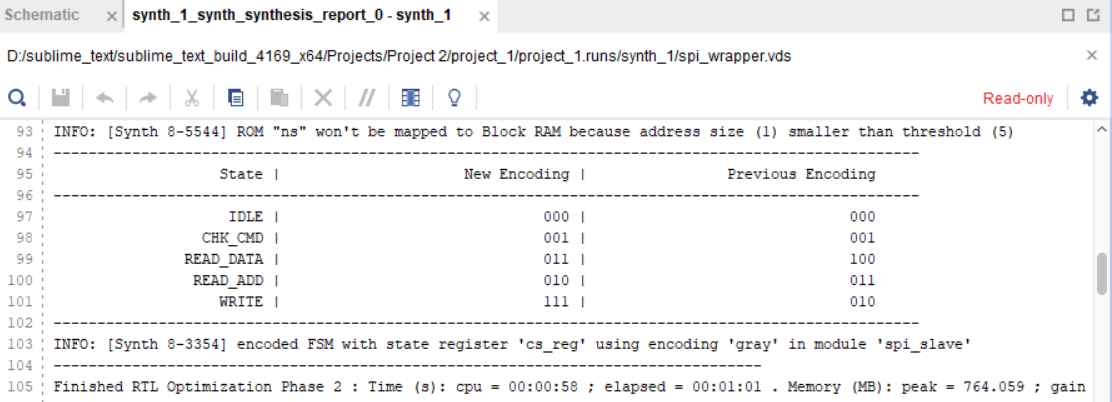 Schematic × synth_1_synth_synthesis_report_0 - synth_1 ×
D:/sublime_text/sublime_text_build_4169_x64/Projects/Project 2/project_1/project_1.runs/synth_1/spi_wrapper.vds ×
Read-only
93 INFO: [Synth 8-5544] ROM "ns" won't be mapped to Block RAM because address size (1) smaller than threshold (5)
94 ---------------------------------------------------------------------------------------------------
95 State | New Encoding | Previous Encoding
96 ---------------------------------------------------------------------------------------------------
97 IDLE | 000 | 000
98 CHK_CMD | 001 | 001
99 READ_DATA | 011 | 100
100 READ_ADD | 010 | 011
101 WRITE | 111 | 010
102 ---------------------------------------------------------------------------------------------------
103 INFO: [Synth 8-3354] encoded FSM with state register 'cs_reg' using encoding 'gray' in module 'spi_slave'
104 ---------------------------------------------------------------------------------
105 Finished RTL Optimization Phase 2 : Time (s): cpu = 00:00:58 ; elapsed = 00:01:01 . Memory (MB): peak = 764.059 ; gain